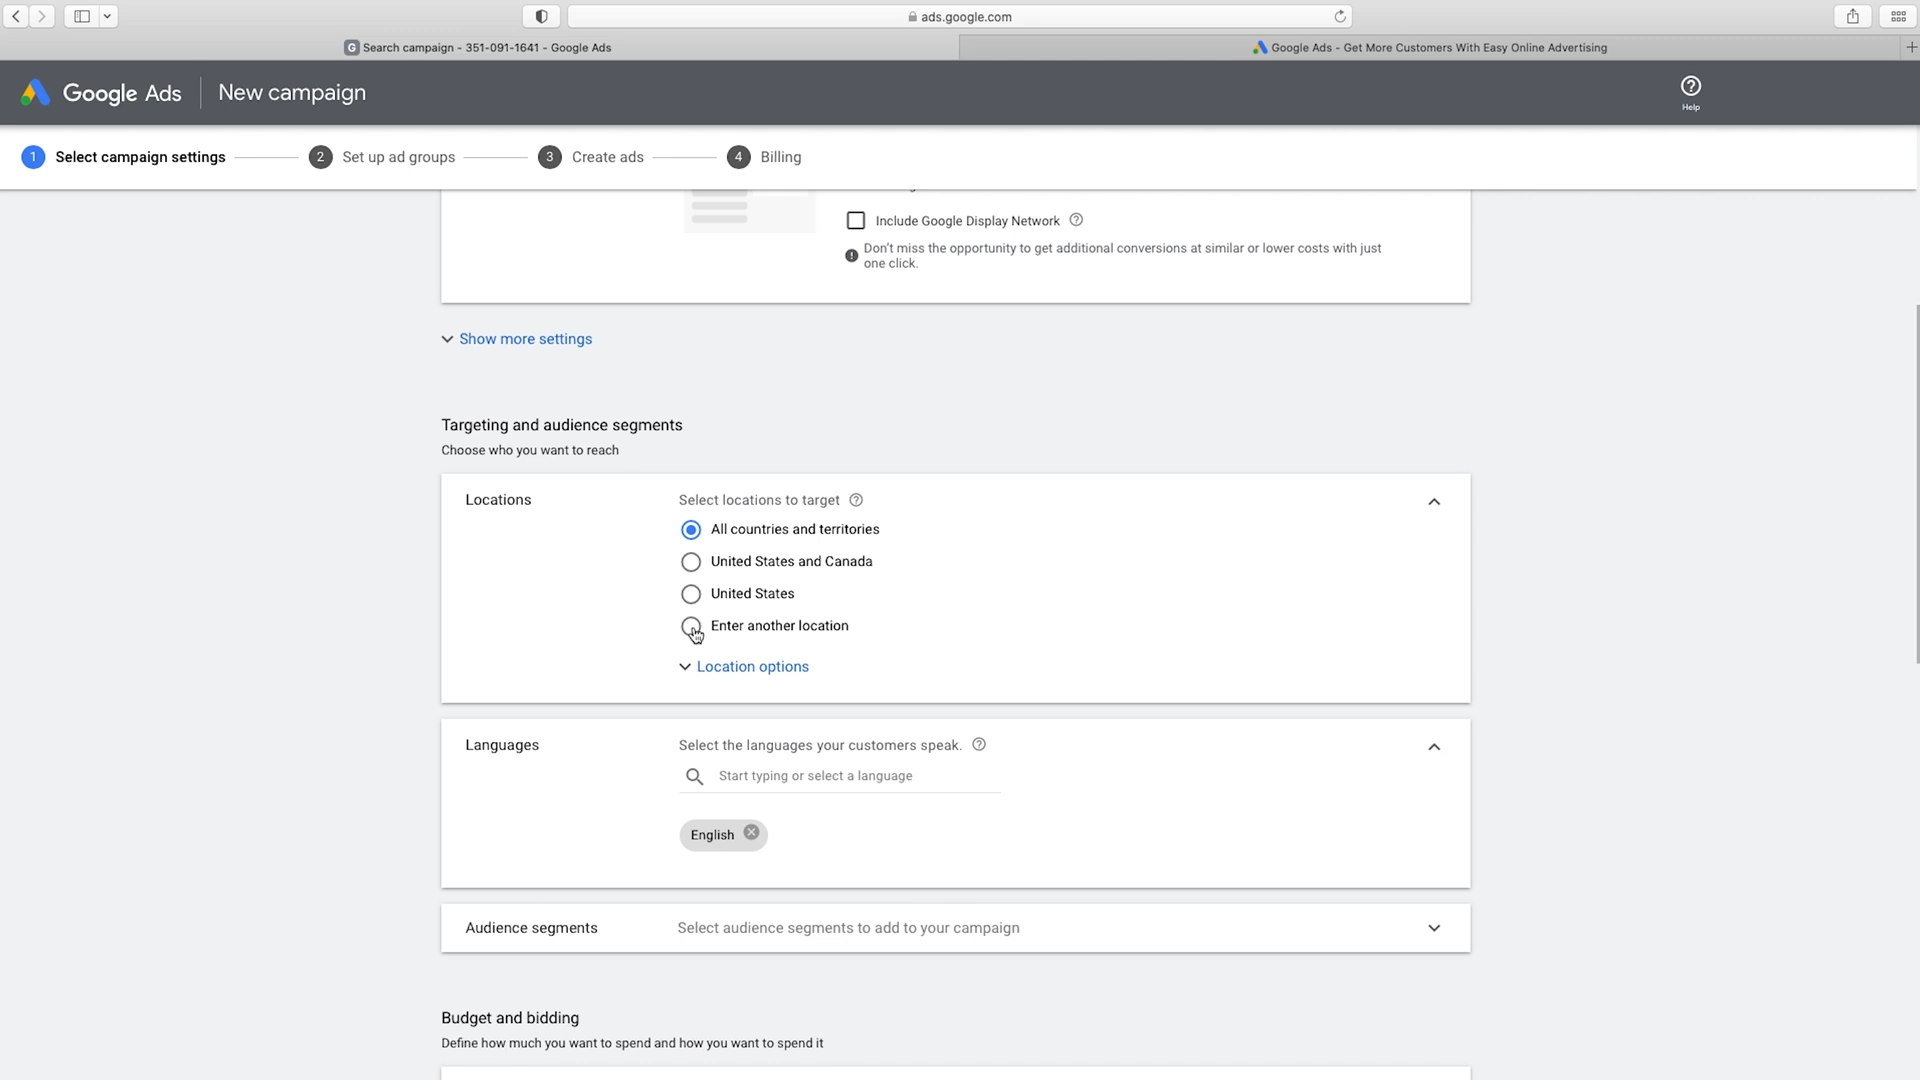 ads.google.com
G Search campaign - 351-091-1641 - Google Ads
Google Ads - Get More Customers With Easy Online Advertising
Google Ads New campaign
Help
1 Select campaign settings 2 Set up ad groups 3 Create ads 4 Billing
Include Google Display Network
Don't miss the opportunity to get additional conversions at similar or lower costs with just
one click.
Show more settings
Targeting and audience segments
Choose who you want to reach
Locations Select locations to target
All countries and territories
United States and Canada
United States
Enter another location
Location options
Languages Select the languages your customers speak.
Start typing or select a language
English
Audience segments Select audience segments to add to your campaign
Budget and bidding
Define how much you want to spend and how you want to spend it